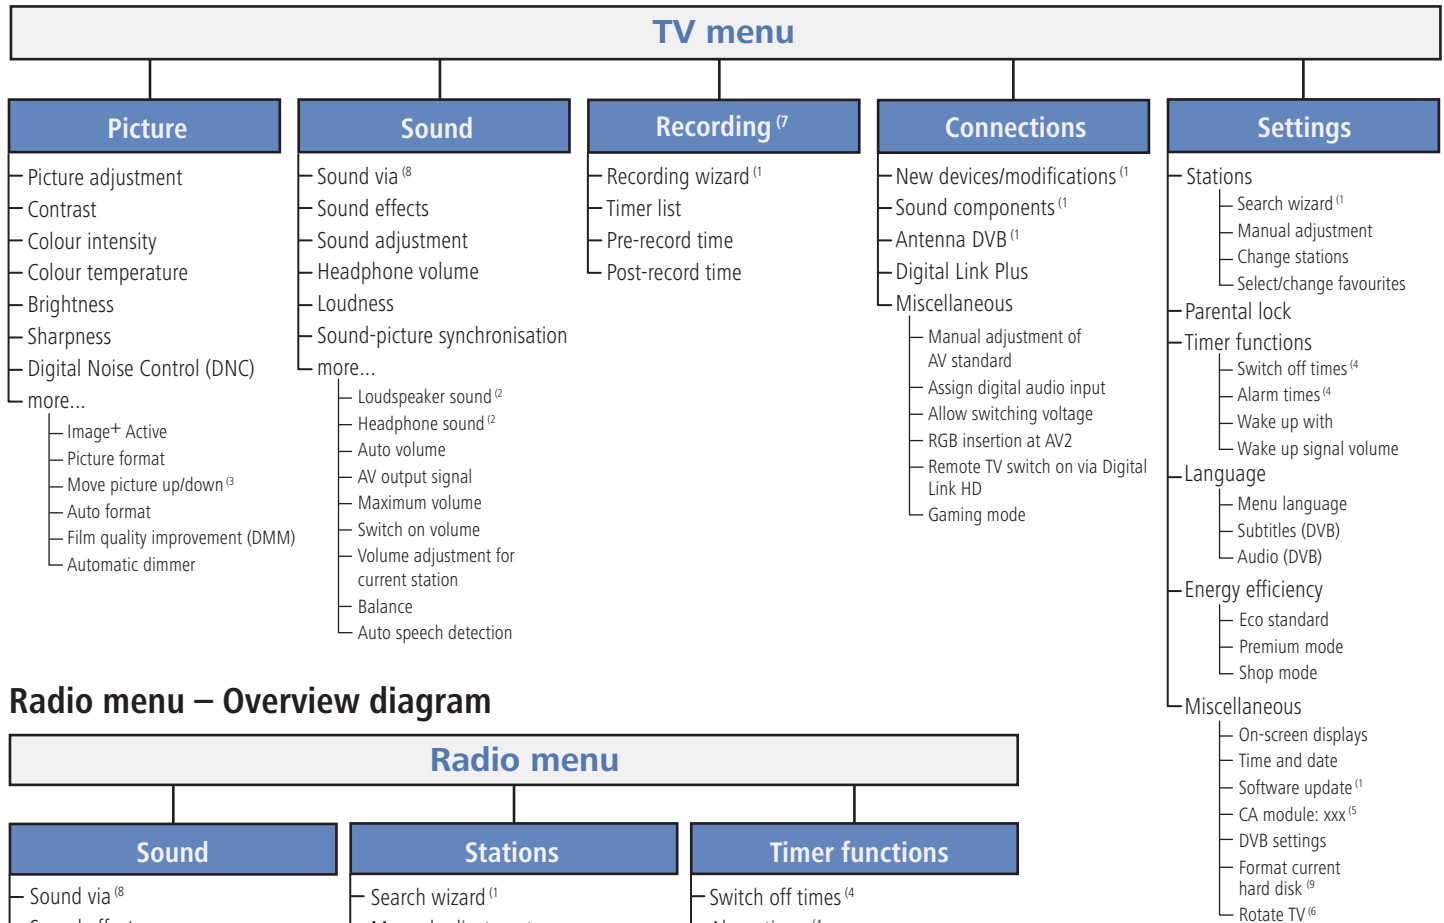 TV menu
Picture
Picture adjustment
Contrast
Colour intensity
Colour temperature
Brightness
Sharpness
Digital Noise Control (DNC)
more...
Image+ Active
Picture format
Move picture up/down (3
Auto format
Film quality improvement (DMM)
Automatic dimmer
Sound
Sound via (8
Sound effects
Sound adjustment
Headphone volume
Loudness
Sound-picture synchronisation
more...
Loudspeaker sound (2
Headphone sound (2
Auto volume
AV output signal
Maximum volume
Switch on volume
Volume adjustment for
current station
Balance
Auto speech detection
Recording (7
Recording wizard (1
Timer list
Pre-record time
Post-record time
Connections
New devices/modifications (1
Sound components (1
Antenna DVB (1
Digital Link Plus
Miscellaneous
Manual adjustment of
AV standard
Assign digital audio input
Allow switching voltage
RGB insertion at AV2
Remote TV switch on via Digital
Link HD
Gaming mode
Settings
Stations
Search wizard (1
Manual adjustment
Change stations
Select/change favourites
Parental lock
Timer functions
Switch off times (4
Alarm times (4
Wake up with
Wake up signal volume
Language
Menu language
Subtitles (DVB)
Audio (DVB)
Energy efficiency
Eco standard
Premium mode
Shop mode
Miscellaneous
On-screen displays
Time and date
Software update (1
CA module: xxx (5
DVB settings
Format current
hard disk (9
Rotate TV (6
Radio menu – Overview diagram
Radio menu
Sound
Sound via (8
Stations
Search wizard (1
Timer functions
Switch off times (4